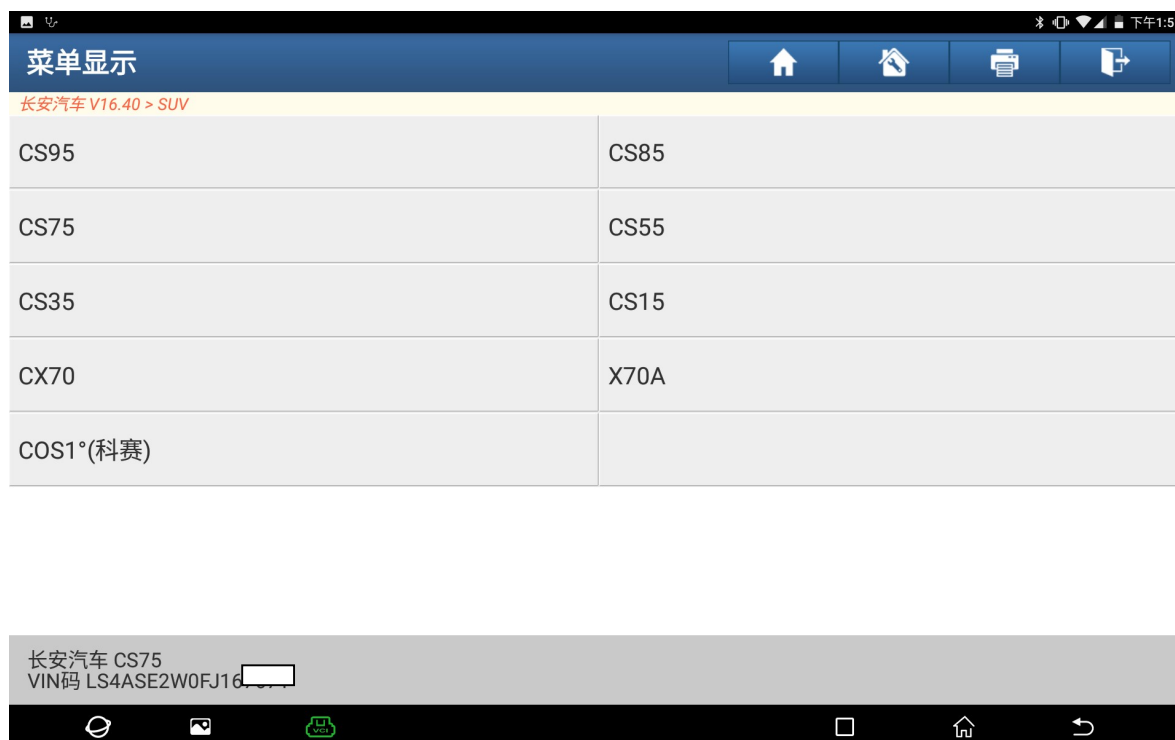 下午1:5
菜单显示
长安汽车 V16.40 > SUV
CS95
CS85
CS75
CS55
CS35
CS15
CX70
X70A
COS1°(科赛)
长安汽车 CS75
VIN码 LS4ASE2W0FJ16
VCI